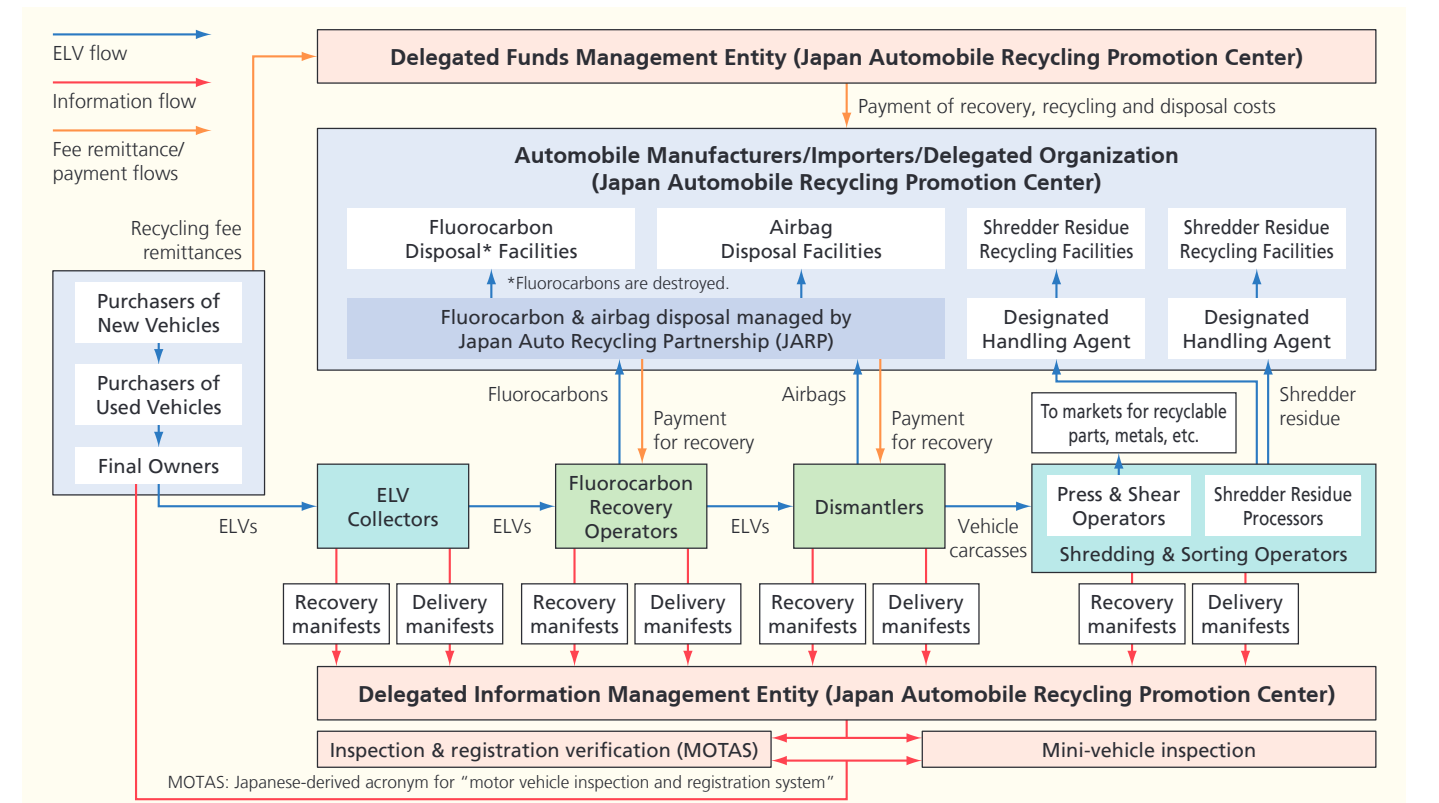 ELV flow
Information flow
Fee remittance/
payment flows
Delegated Funds Management Entity (Japan Automobile Recycling Promotion Center)
Payment of recovery, recycling and disposal costs
Automobile Manufacturers/Importers/Delegated Organization
(Japan Automobile Recycling Promotion Center)
Recycling fee
remittances
Fluorocarbon
Disposal* Facilities
Airbag
Disposal Facilities
Shredder Residue
Recycling Facilities
Shredder Residue
Recycling Facilities
*Fluorocarbons are destroyed.
Fluorocarbon & airbag disposal managed by
Japan Auto Recycling Partnership (JARP)
Designated
Handling Agent
Designated
Handling Agent
Purchasers of
New Vehicles
Purchasers of
Used Vehicles
Final Owners
Fluorocarbons
Payment
for recovery
Airbags
Payment
for recovery
To markets for recyclable
parts, metals, etc.
Shredder
residue
ELVs
ELV
Collectors
ELVs
Fluorocarbon
Recovery
Operators
ELVs
Dismantlers
Vehicle
carcasses
Press & Shear
Operators
Shredder Residue
Processors
Shredding & Sorting Operators
Recovery
manifests
Delivery
manifests
Recovery
manifests
Delivery
manifests
Recovery
manifests
Delivery
manifests
Recovery
manifests
Delivery
manifests
Delegated Information Management Entity (Japan Automobile Recycling Promotion Center)
Inspection & registration verification (MOTAS)
Mini-vehicle inspection
MOTAS: Japanese-derived acronym for “motor vehicle inspection and registration system”